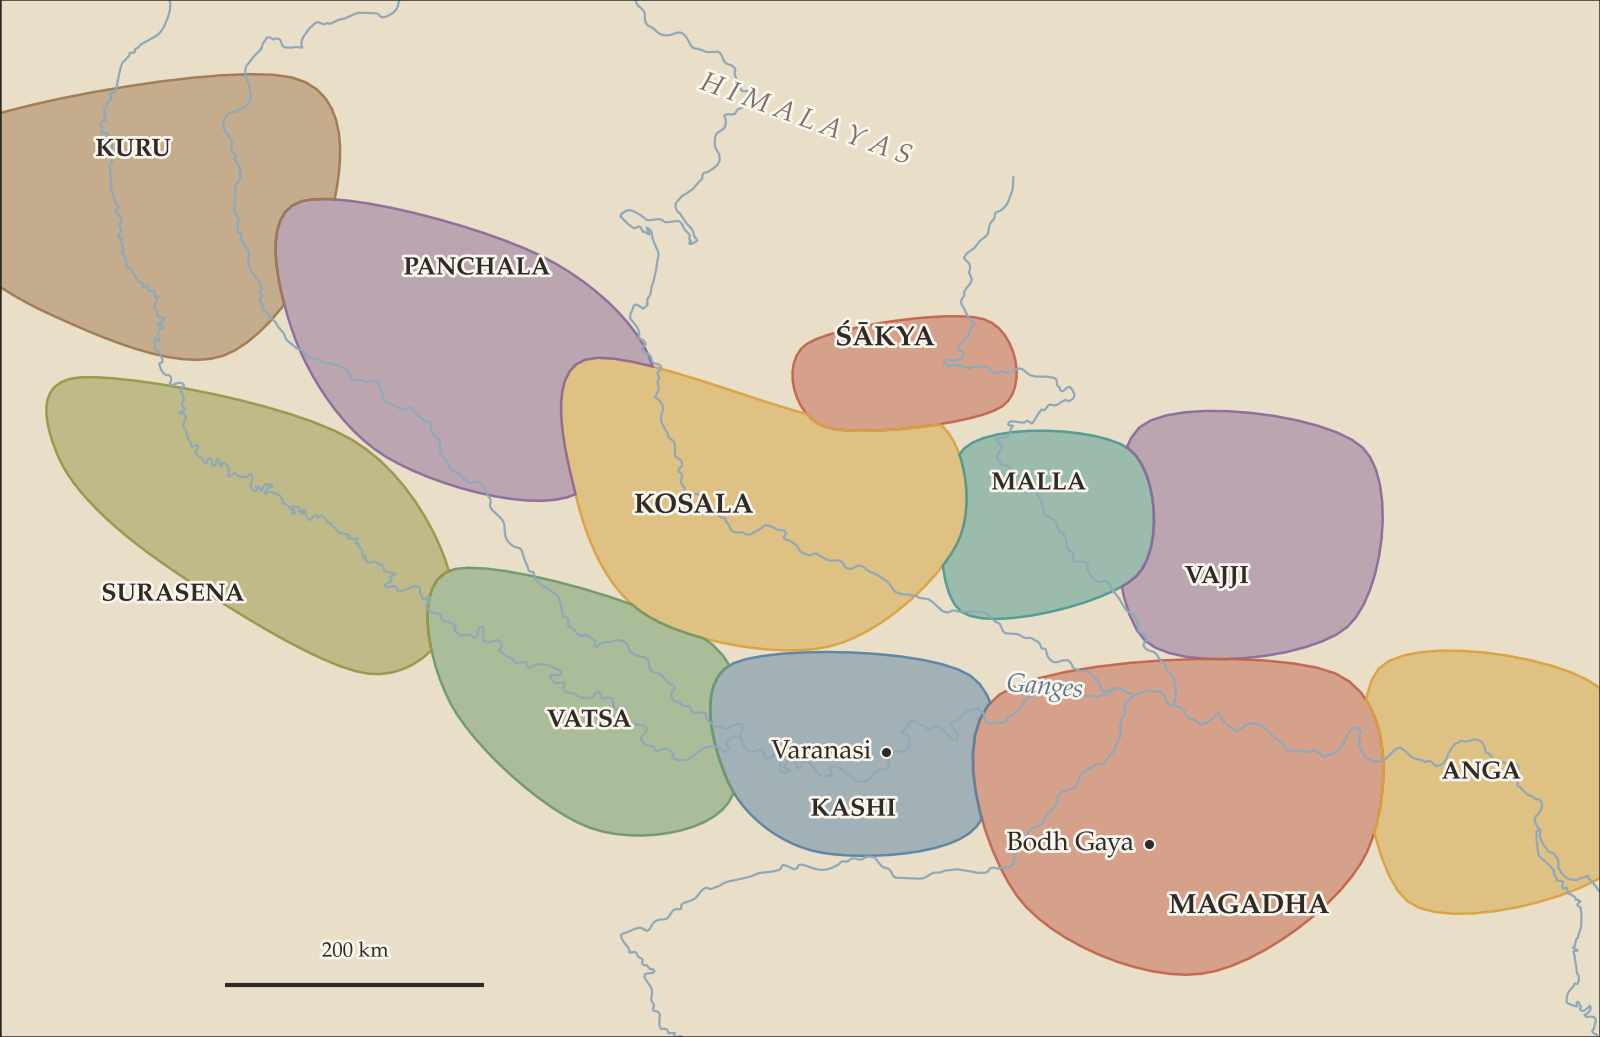 HIMALAYAS
KURU
PANCHALA
ŚĀKYA
MALLA
KOSALA
VAJJI
SURASENA
Ganges
VATSA
Varanasi
ANGA
KASHI
Bodh Gaya
MAGADHA
200 km